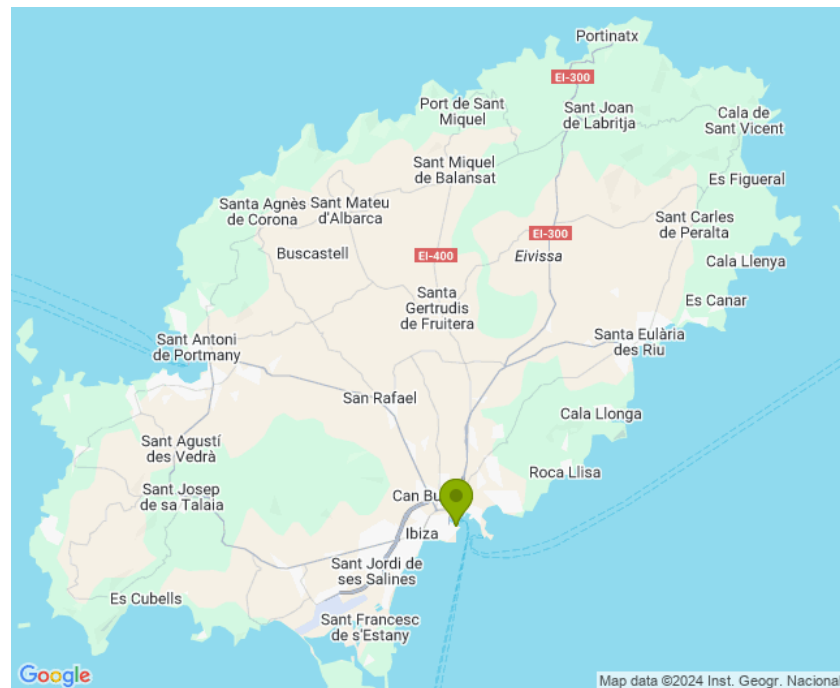 Portinatx
EI-300
Port de Sant
Miquel
Sant Joan
de Labritja
Cala de
Sant Vicent
Sant Miquel
de Balansat
Es Figueral
Santa Agnès
de Corona
Sant Mateu
d'Albarca
Sant Carles
de Peralta
EI-300
Buscastell
EI-400
Eivissa
Cala Llenya
Santa
Gertrudis
de Fruitera
Es Canar
Sant Antoni
de Portmany
Santa Eulària
des Riu
San Rafael
Cala Llonga
Sant Agustí
des Vedrà
Roca Llisa
Sant Josep
de sa Talaia
Can Bu
Ibiza
Sant Jordi de
ses Salines
Es Cubells
Sant Francesc
de s'Estany
Google
Map data ©2024 Inst. Geogr. Nacional